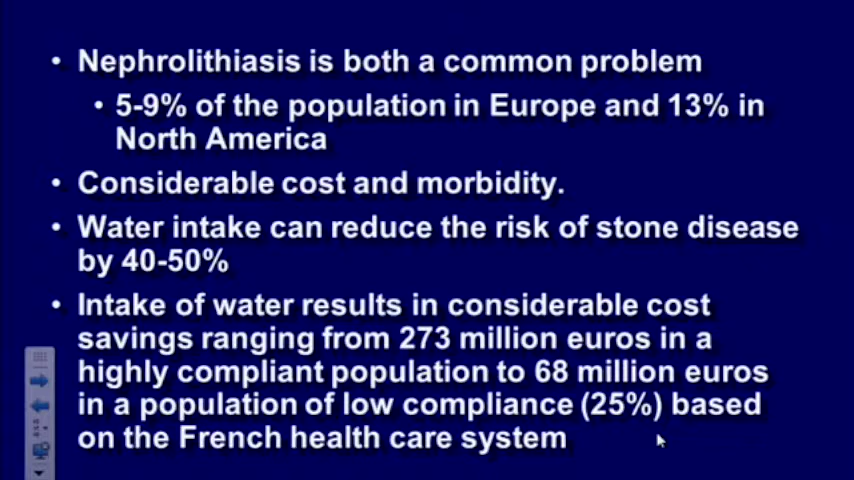 • Nephrolithiasis is both a common problem
• 5-9% of the population in Europe and 13% in
North America
• Considerable cost and morbidity.
• Water intake can reduce the risk of stone disease
by 40-50%
• Intake of water results in considerable cost
savings ranging from 273 million euros in a
highly compliant population to 68 million euros
in a population of low compliance (25%) based
on the French health care system